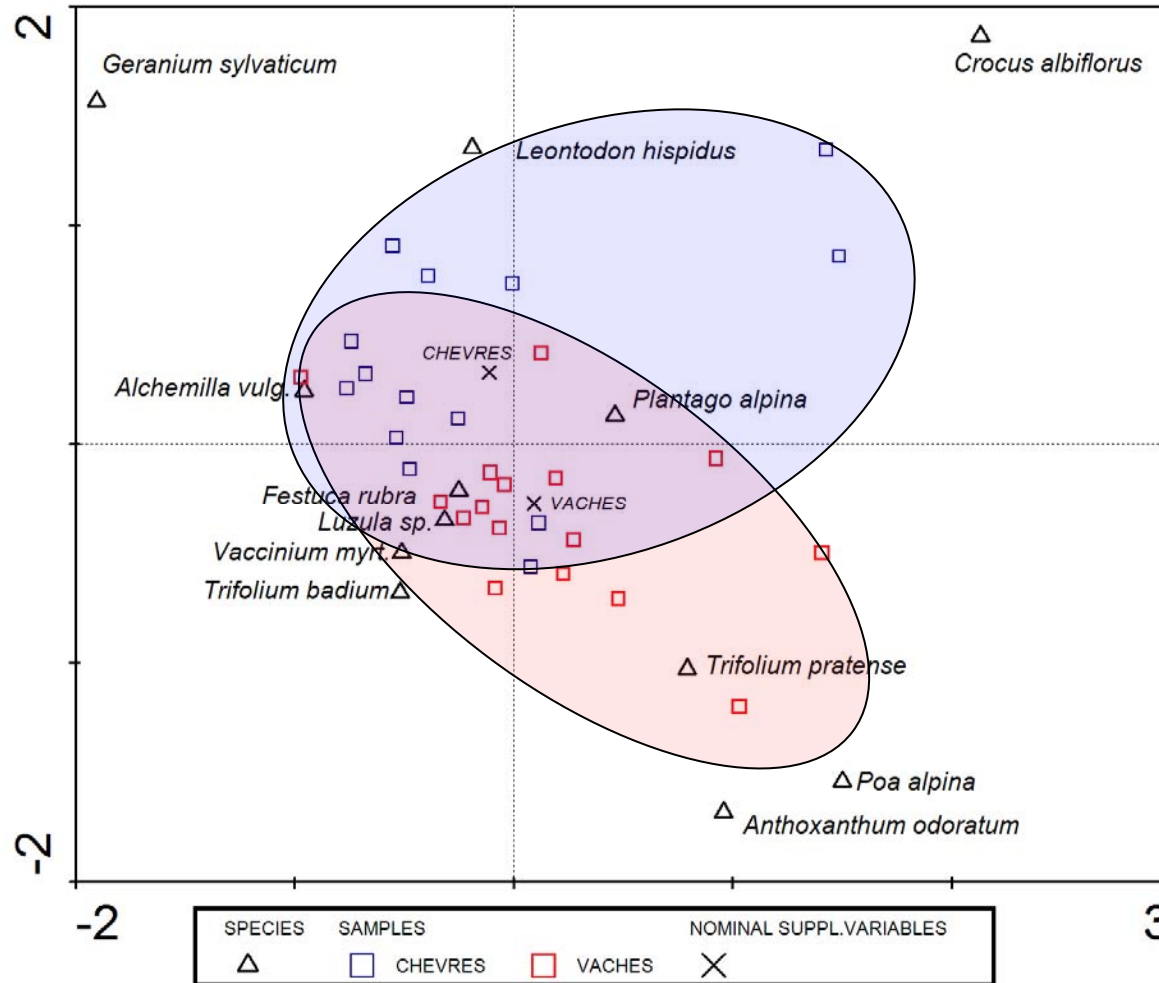 2
Geranium sylvaticum
Crocus albiflorus
Leontodon hispidus
CHEVRES
Alchemilla vulg.
Plantago alpina
Festuca rubra
VACHES
Luzula sp.
Vaccinium myrt.
Trifolium badium
Trifolium pratense
Poa alpina
Anthoxanthum odoratum
-2
-2
3
SPECIES SAMPLES NOMINAL SUPPL.VARIABLES
CHEVRES VACHES